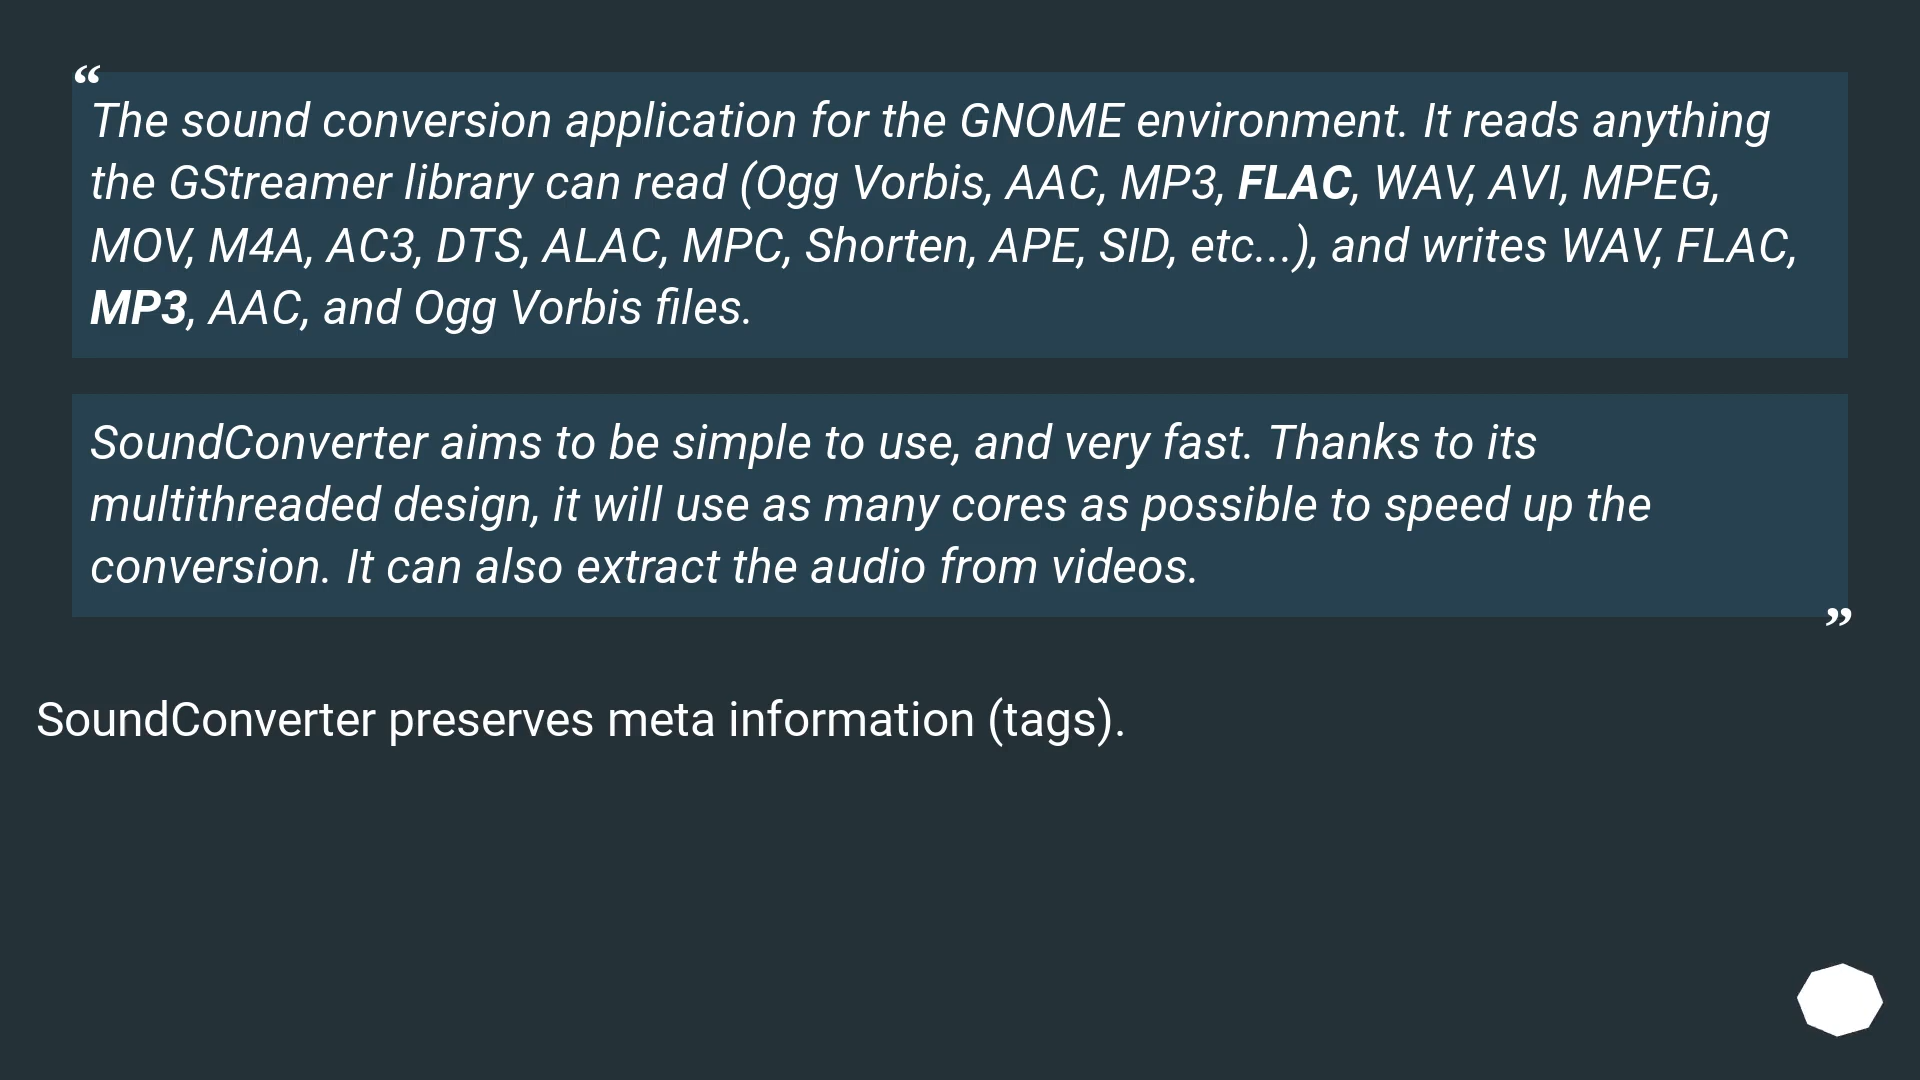 “
The sound conversion application for the GNOME environment. It reads anything
the GStreamer library can read (Ogg Vorbis, AAC, MP3, FLAC, WAV, AVI, MPEG,
MOV, M4A, AC3, DTS, ALAC, MPC, Shorten, APE, SID, etc...), and writes WAV, FLAC,
MP3, AAC, and Ogg Vorbis files.
SoundConverter aims to be simple to use, and very fast. Thanks to its
multithreaded design, it will use as many cores as possible to speed up the
conversion. It can also extract the audio from videos.
”
SoundConverter preserves meta information (tags).